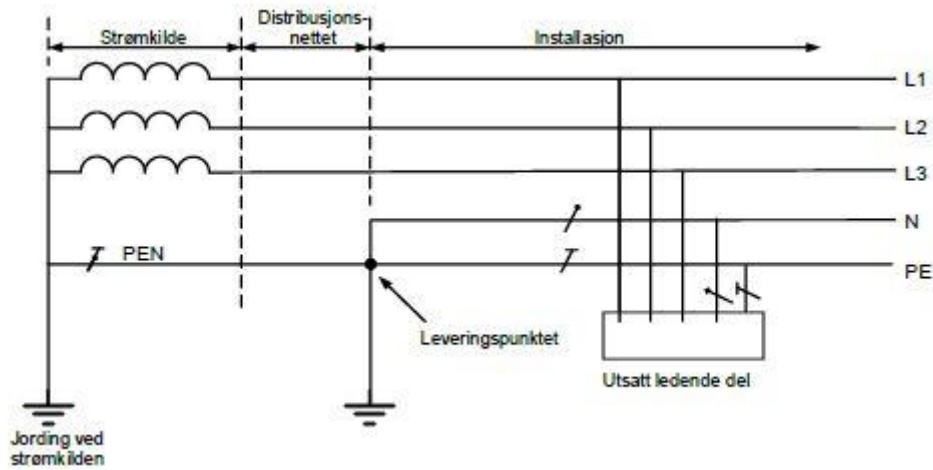 Strømkilde
Distribusjons-
nettet
Installasjon
L1
L2
L3
N
PEN
PE
Leveringspunktet
Utsatt ledende del
Jording ved
strømkilden